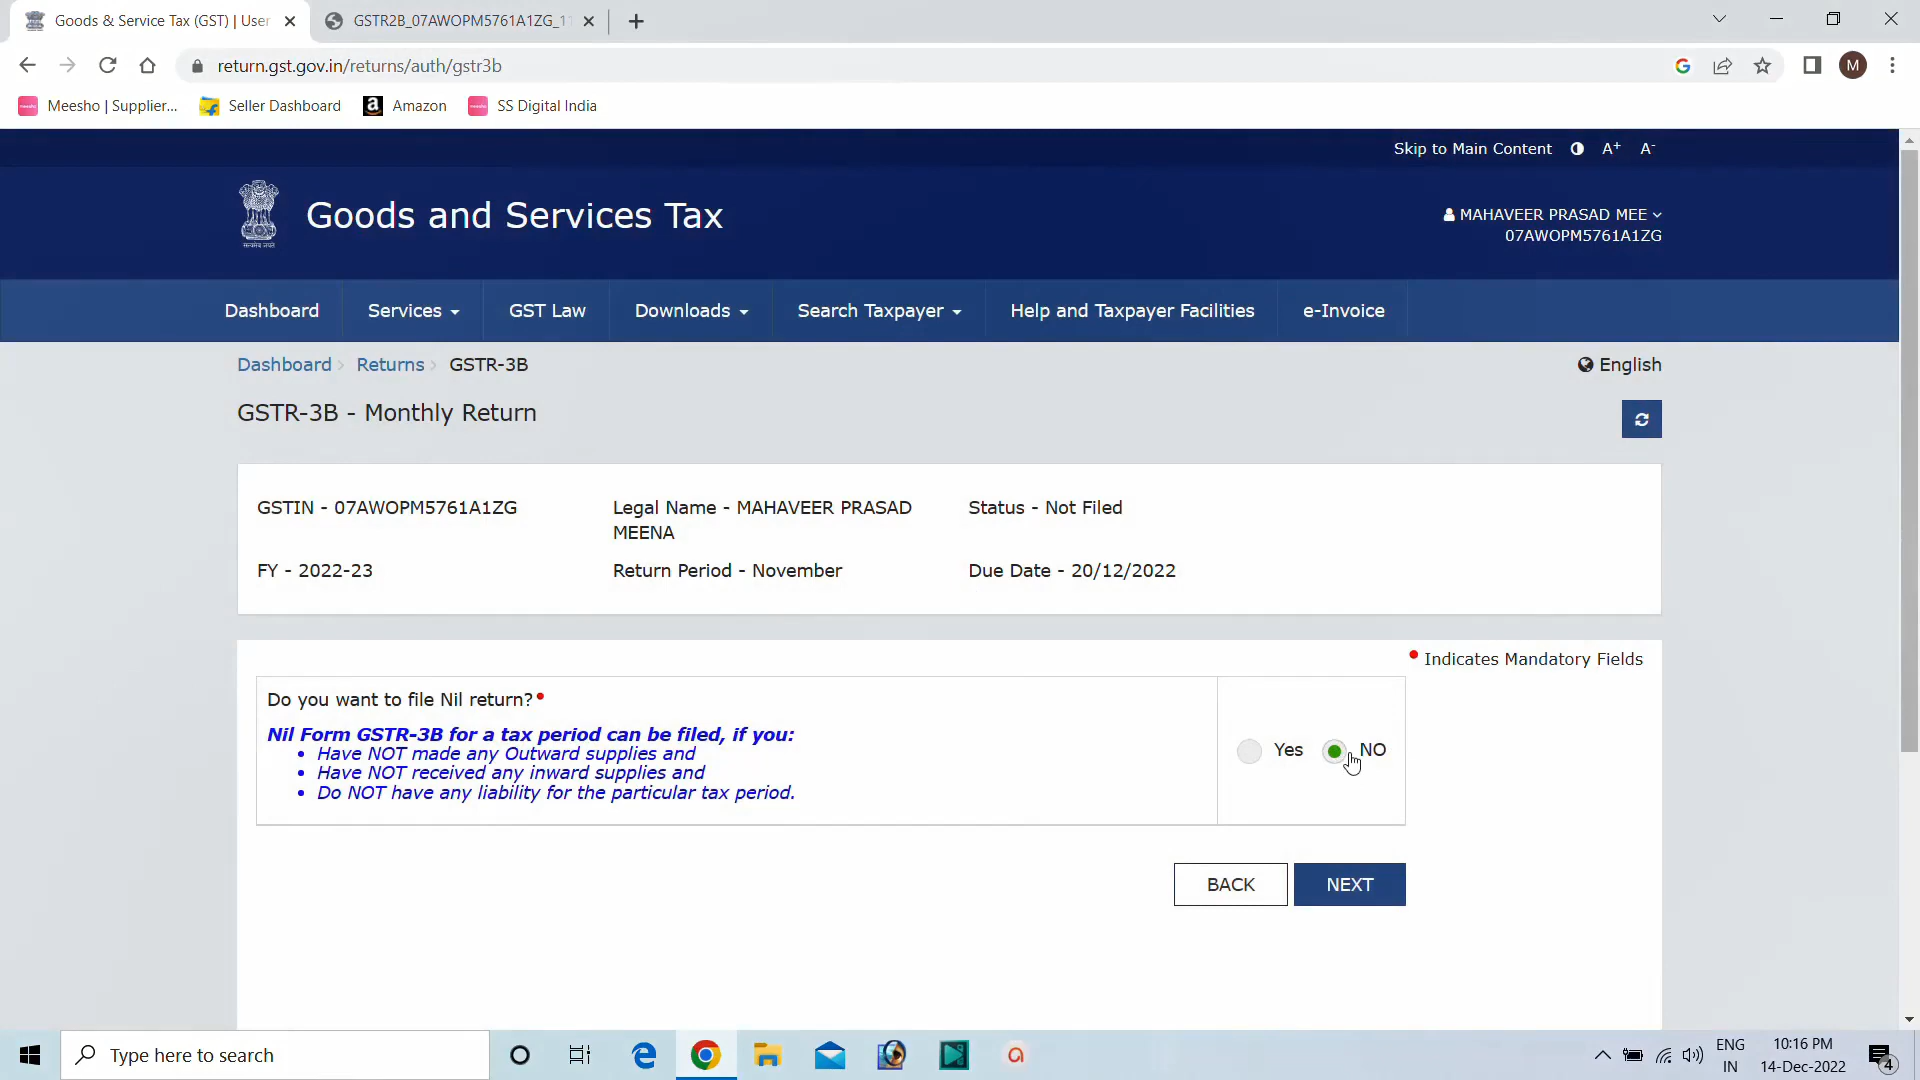 Goods & Service Tax (GST) | User
GSTR2B_07AWOPM5761A1ZG_11
return.gst.gov.in/returns/auth/gstr3b
M
Meesho | Supplier...
Seller Dashboard
Amazon
SS Digital India
Skip to Main Content
A+
A-
Goods and Services Tax
MAHAVEER PRASAD MEE
07AWOPM5761A1ZG
Dashboard
Services
GST Law
Downloads
Search Taxpayer
Help and Taxpayer Facilities
e-Invoice
Dashboard
Returns
GSTR-3B
English
GSTR-3B - Monthly Return
GSTIN - 07AWOPM5761A1ZG
Legal Name - MAHAVEER PRASAD
MEENA
Status - Not Filed
FY - 2022-23
Return Period - November
Due Date - 20/12/2022
• Indicates Mandatory Fields
Do you want to file Nil return?•
Nil Form GSTR-3B for a tax period can be filed, if you:
• Have NOT made any Outward supplies and
• Have NOT received any inward supplies and
• Do NOT have any liability for the particular tax period.
Yes
NO
BACK
NEXT
Type here to search
ENG
IN
10:16 PM
14-Dec-2022
4